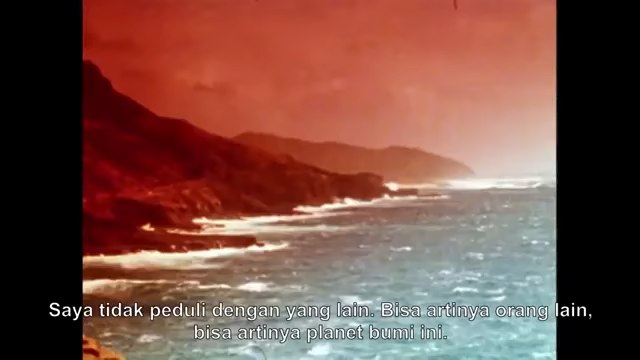 Saya tidak peduli dengan yang lain. Bisa artinya orang lain,
bisa artinya planet bumi ini.